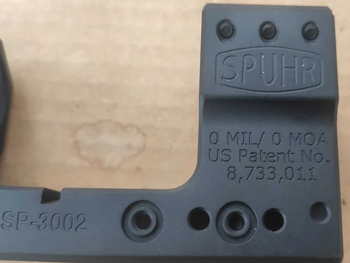 SPUHR
0 MIL/ 0 MOA
US Patent No.
8,733,011
SP-3002